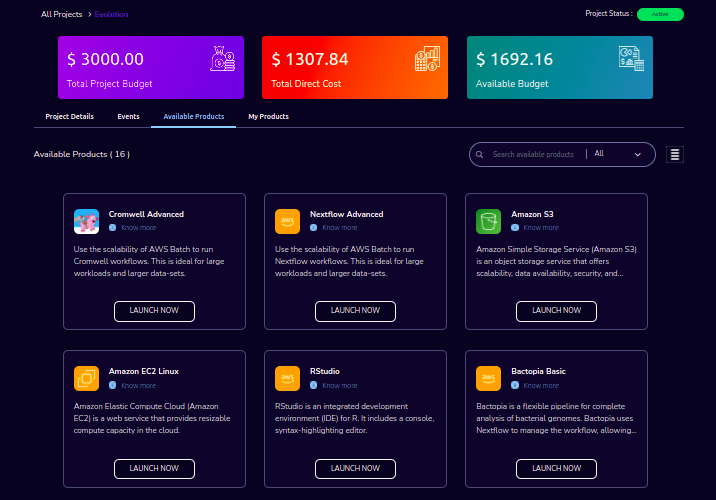 All Projects > Evolution
Project Status :
Active
$ 3000.00
Total Project Budget
$ 1307.84
Total Direct Cost
$ 1692.16
Available Budget
Project Details
Events
Available Products
My Products
Available Products ( 16 )
Search available products
All
Cromwell Advanced
Know more
Use the scalability of AWS Batch to run
Cromwell workflows. This is ideal for large
workloads and larger data-sets.
LAUNCH NOW
aws
Nextflow Advanced
Know more
Use the scalability of AWS Batch to run
Nextflow workflows. This is ideal for large
workloads and larger data-sets.
LAUNCH NOW
Amazon S3
Know more
Amazon Simple Storage Service (Amazon S3)
is an object storage service that offers
scalability, data availability, security, and...
LAUNCH NOW
Amazon EC2 Linux
Know more
Amazon Elastic Compute Cloud (Amazon
EC2) is a web service that provides resizable
compute capacity in the cloud.
LAUNCH NOW
aws
RStudio
Know more
RStudio is an integrated development
environment (IDE) for R. It includes a console,
syntax-highlighting editor.
LAUNCH NOW
aws
Bactopia Basic
Know more
Bactopia is a flexible pipeline for complete
analysis of bacterial genomes. Bactopia uses
Nextflow to manage the workflow, allowing...
LAUNCH NOW